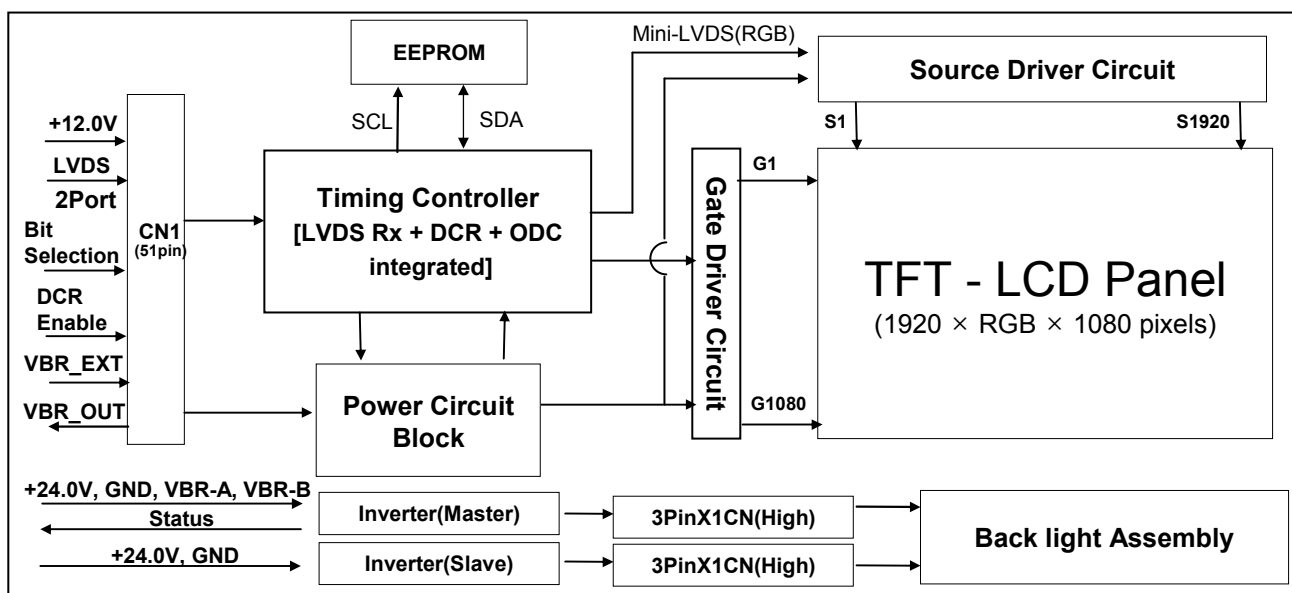 EEPROM
Mini-LVDS(RGB)
Source Driver Circuit
SCL
SDA
S1
S1920
+12.0V
LVDS
2Port
Bit
Selection
DCR
Enable
VBR_EXT
VBR_OUT
CN1
(51pin)
Timing Controller
[LVDS Rx + DCR + ODC
integrated]
Power Circuit
Block
Gate Driver Circuit
G1
G1080
TFT - LCD Panel
(1920 × RGB × 1080 pixels)
+24.0V, GND, VBR-A, VBR-B
Status
+24.0V, GND
Inverter(Master)
3PinX1CN(High)
Inverter(Slave)
3PinX1CN(High)
Back light Assembly